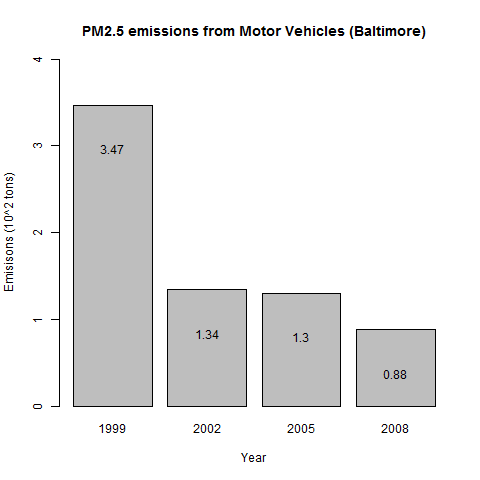 PM2.5 emissions from Motor Vehicles (Baltimore)
Emisisons (10^2 tons)
4
3
2
1
0
3.47
1.34
1.3
0.88
1999 2002 2005 2008
Year